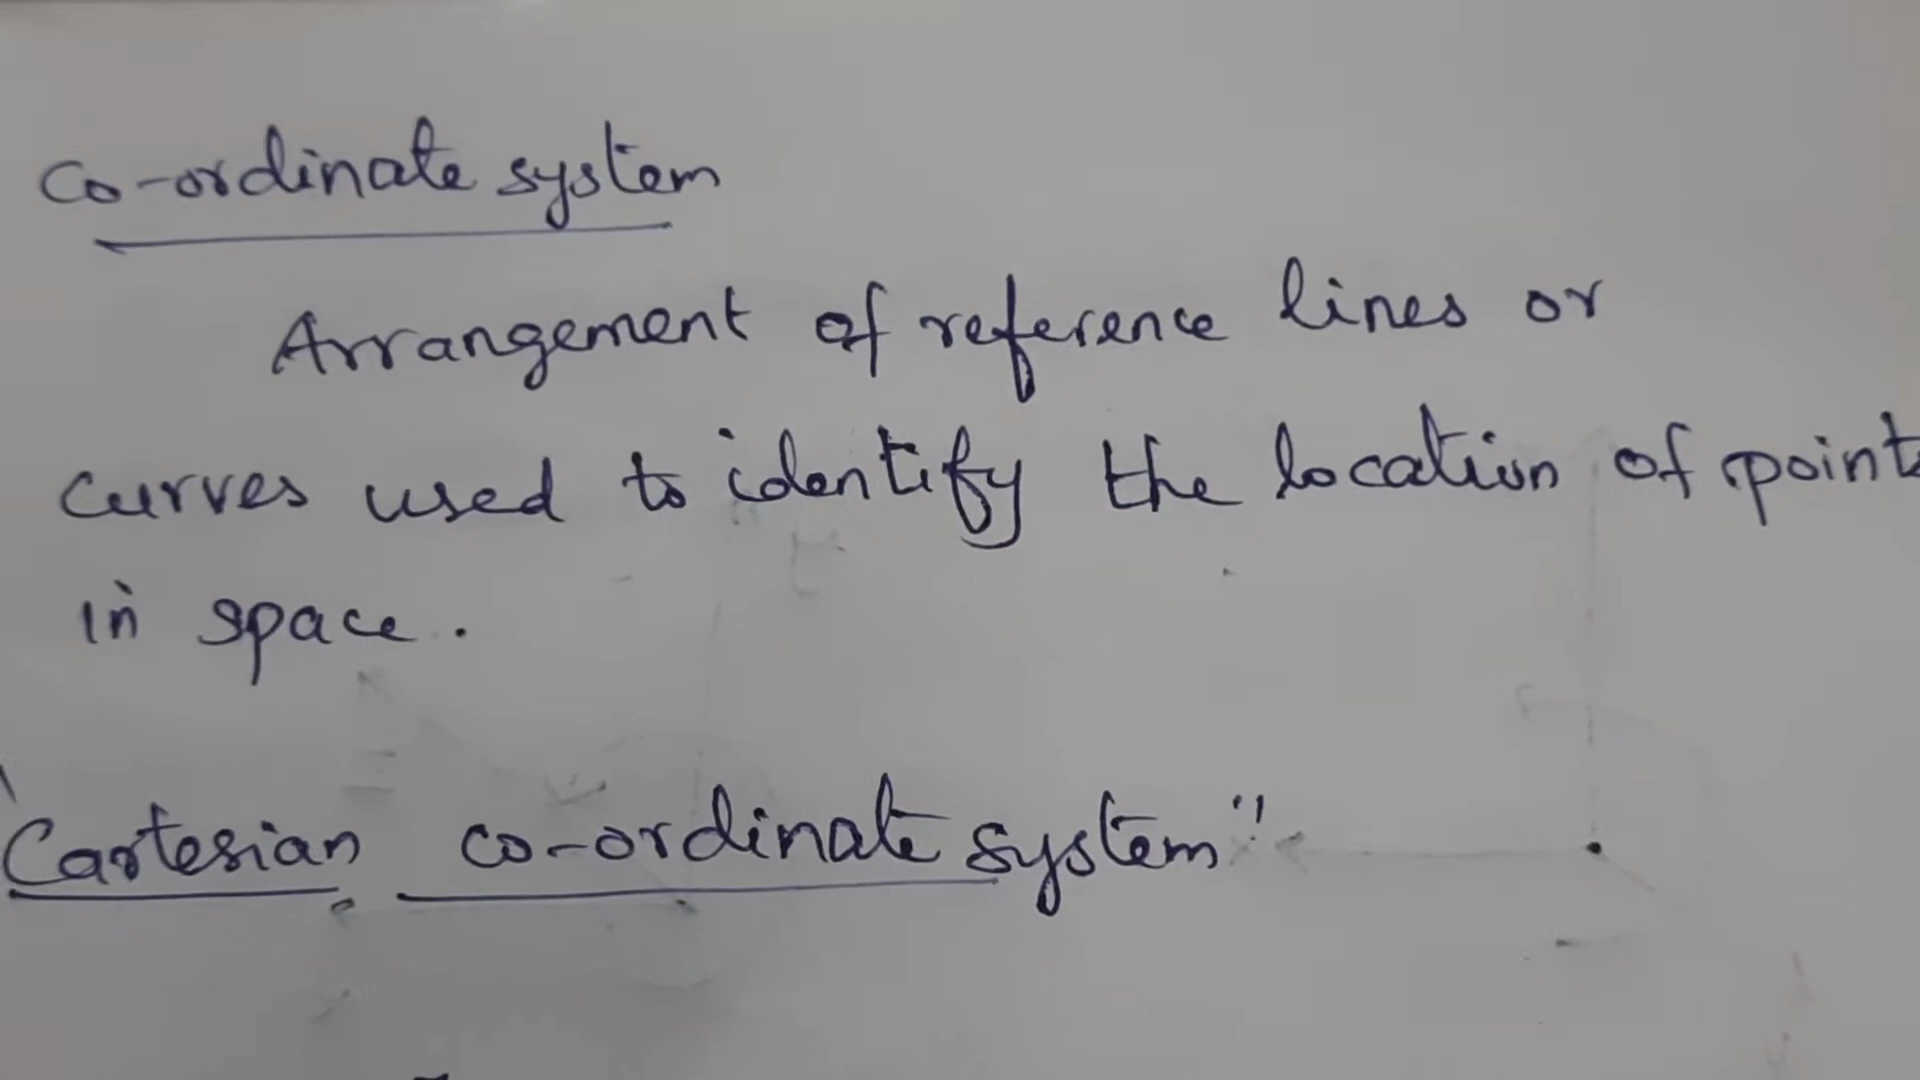 Co-ordinate system
Arrangement of reference lines or
curves used to identify the location of points
in space.
Cartesian co-ordinate system"